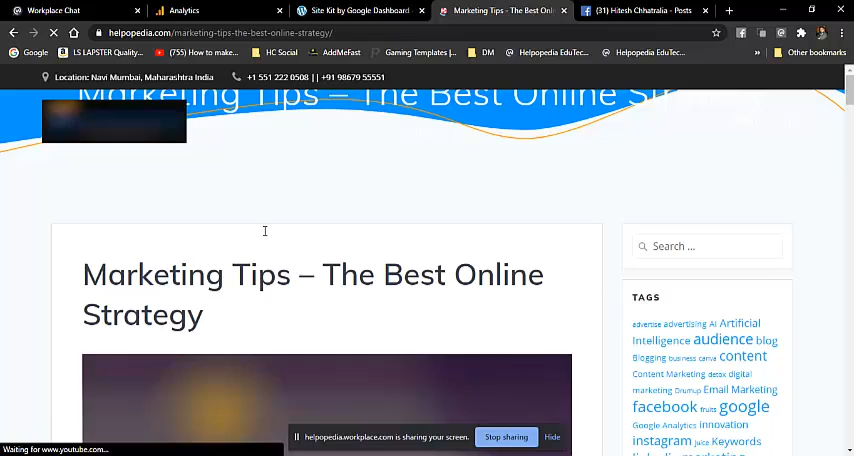 Workplace Chat
Analytics
Site Kit by Google Dashboard
Marketing Tips - The Best Onl
(31) Hitesh Chhatralia - Posts
helpopedia.com/marketing-tips-the-best-online-strategy/
Google
LS LAPSTER Quality...
(755) How to make...
HC Social
AddMeFast
Gaming Templates |...
DM
Helpopedia EduTec...
Helpopedia EduTec...
Other bookmarks
Location: Navi Mumbai, Maharashtra India
+1 551 222 0508 || +91 98679 55551
Marketing Tips – The Best Online
Marketing Tips – The Best Online
Strategy
Search ...
TAGS
advertise advertising AI Artificial
Intelligence audience blog
Blogging business canva content
Content Marketing detox digital
marketing Drumup Email Marketing
facebook fruits google
Google Analytics innovation
instagram juice Keywords
linkedin marketing
helpopedia.workplace.com is sharing your screen.
Stop sharing
Hide
Waiting for www.youtube.com...